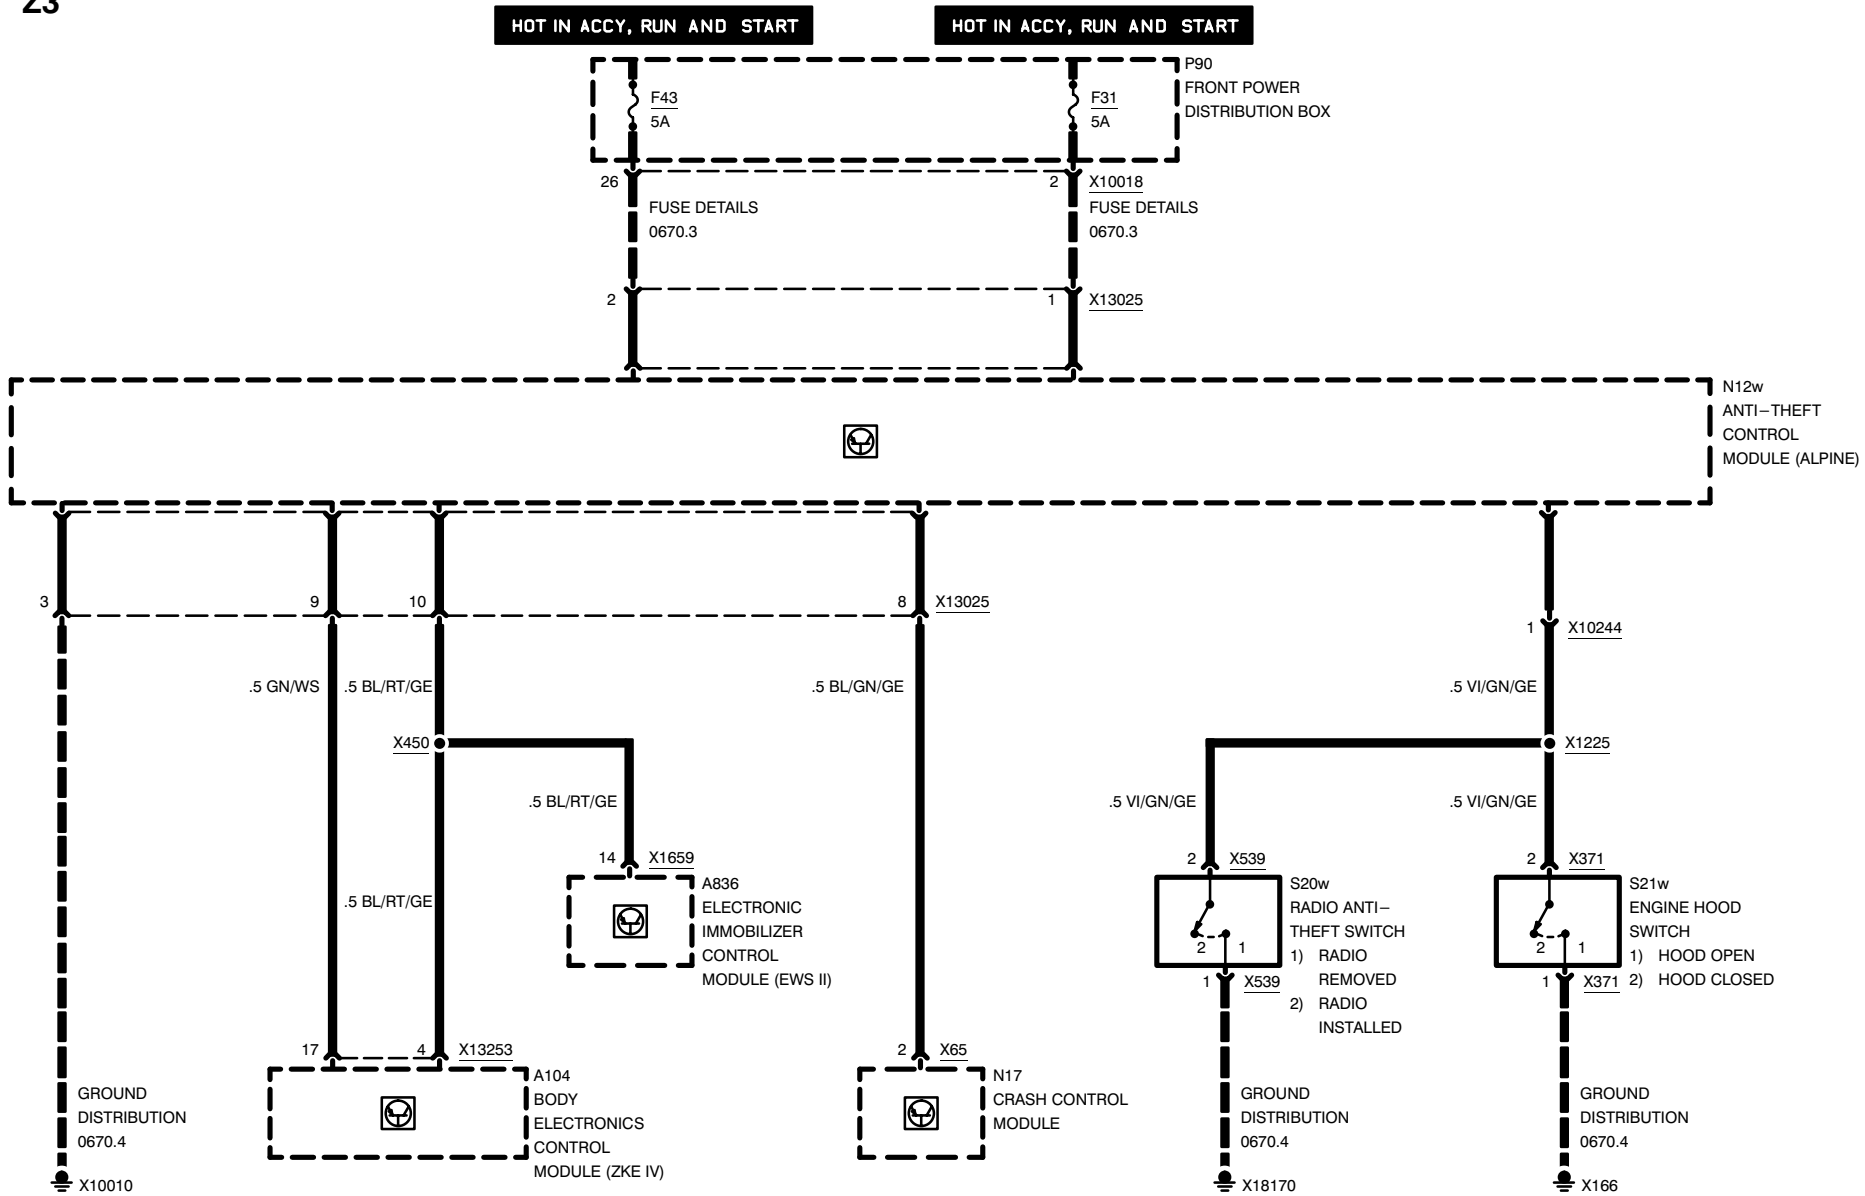 Z3
HOT IN ACCY, RUN AND START
HOT IN ACCY, RUN AND START
P90
FRONT POWER
DISTRIBUTION BOX
F43
5A
F31
5A
26
2
X10018
FUSE DETAILS
0670.3
FUSE DETAILS
0670.3
2
1
X13025
N12w
ANTI-THEFT
CONTROL
MODULE (ALPINE)
3
9
10
8
X13025
1
X10244
.5 GN/WS
.5 BL/RT/GE
.5 BL/GN/GE
.5 VI/GN/GE
X450
X1225
.5 BL/RT/GE
.5 VI/GN/GE
.5 VI/GN/GE
14
X1659
2
X539
2
X371
A836
ELECTRONIC
IMMOBILIZER
CONTROL
MODULE (EWS II)
.5 BL/RT/GE
S20w
RADIO ANTI-
THEFT SWITCH
1) RADIO
REMOVED
2) RADIO
INSTALLED
2
1
S21w
ENGINE HOOD
SWITCH
1) HOOD OPEN
2) HOOD CLOSED
2
1
1
X539
1
X371
17
4
X13253
2
X65
A104
BODY
ELECTRONICS
CONTROL
MODULE (ZKE IV)
N17
CRASH CONTROL
MODULE
GROUND
DISTRIBUTION
0670.4
GROUND
DISTRIBUTION
0670.4
GROUND
DISTRIBUTION
0670.4
X10010
X18170
X166